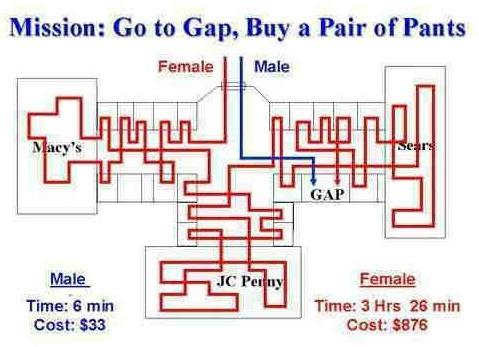 Mission: Go to Gap, Buy a Pair of Pants
Female
Male
Macy's
Sears
GAP
JC Penny
Male
Time: 6 min
Cost: $33
Female
Time: 3 Hrs 26 min
Cost: $876